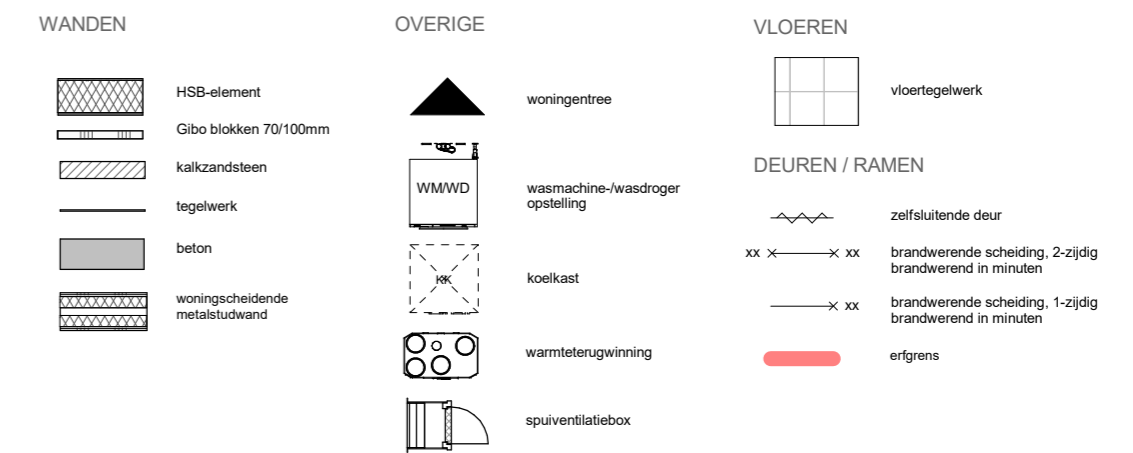 WANDEN
HSB-element
Gibo blokken 70/100mm
kalkzandsteen
tegelwerk
beton
woningscheidende
metalstudwand
OVERIGE
woningentree
WM/WD
wasmachine-/wasdroger
opstelling
KK
koelkast
warmteterugwinning
spuiventilatiebox
VLOEREN
vloertegelwerk
DEUREN / RAMEN
zelfsluitende deur
xx xx
brandwerende scheiding, 2-zijdig
brandwerend in minuten
xx
brandwerende scheiding, 1-zijdig
brandwerend in minuten
erfgrens